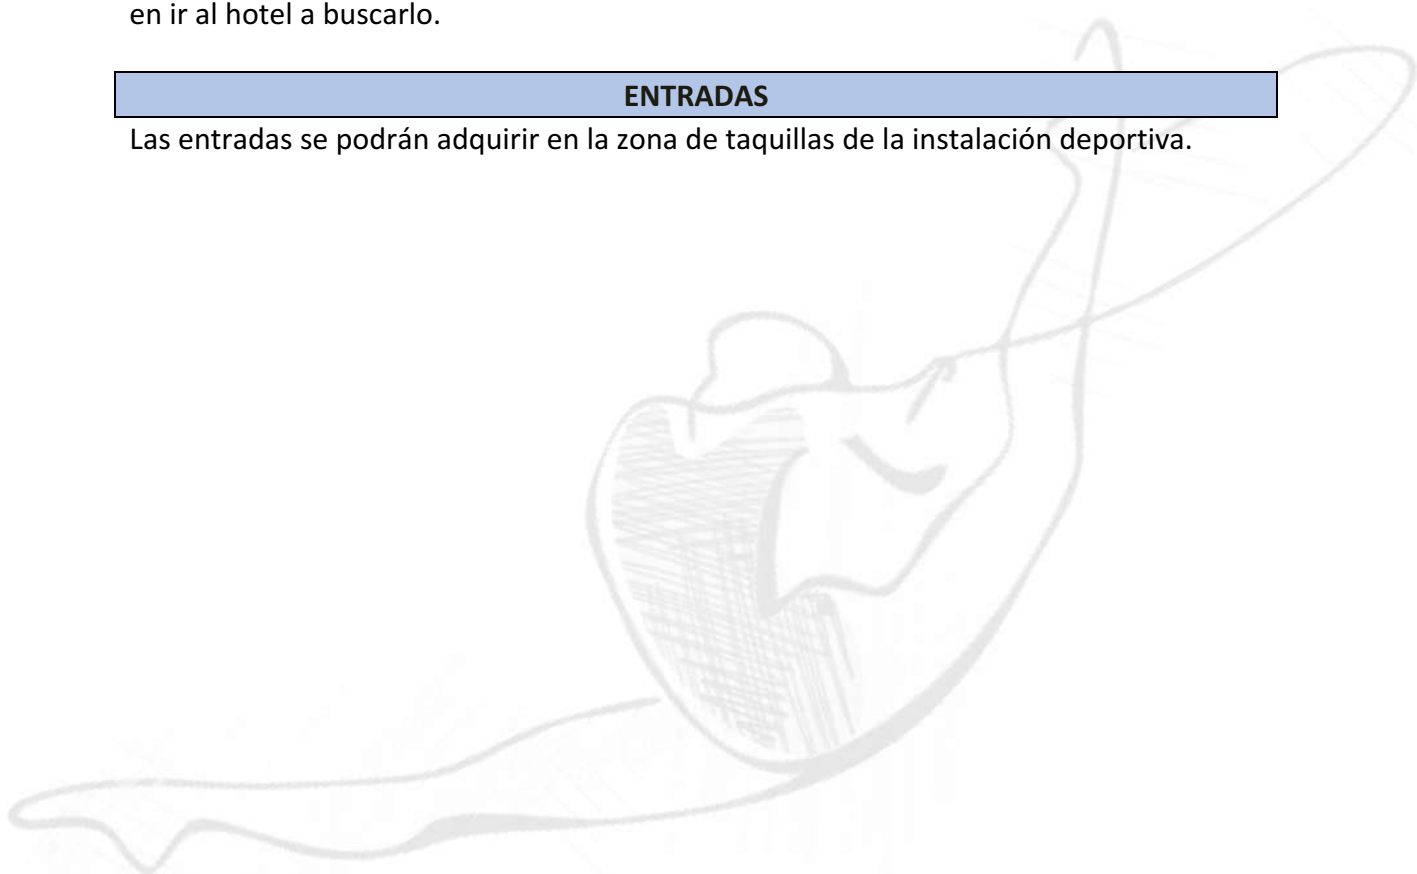 en ir al hotel a buscarlo.
ENTRADAS
Las entradas se podrán adquirir en la zona de taquillas de la instalación deportiva.